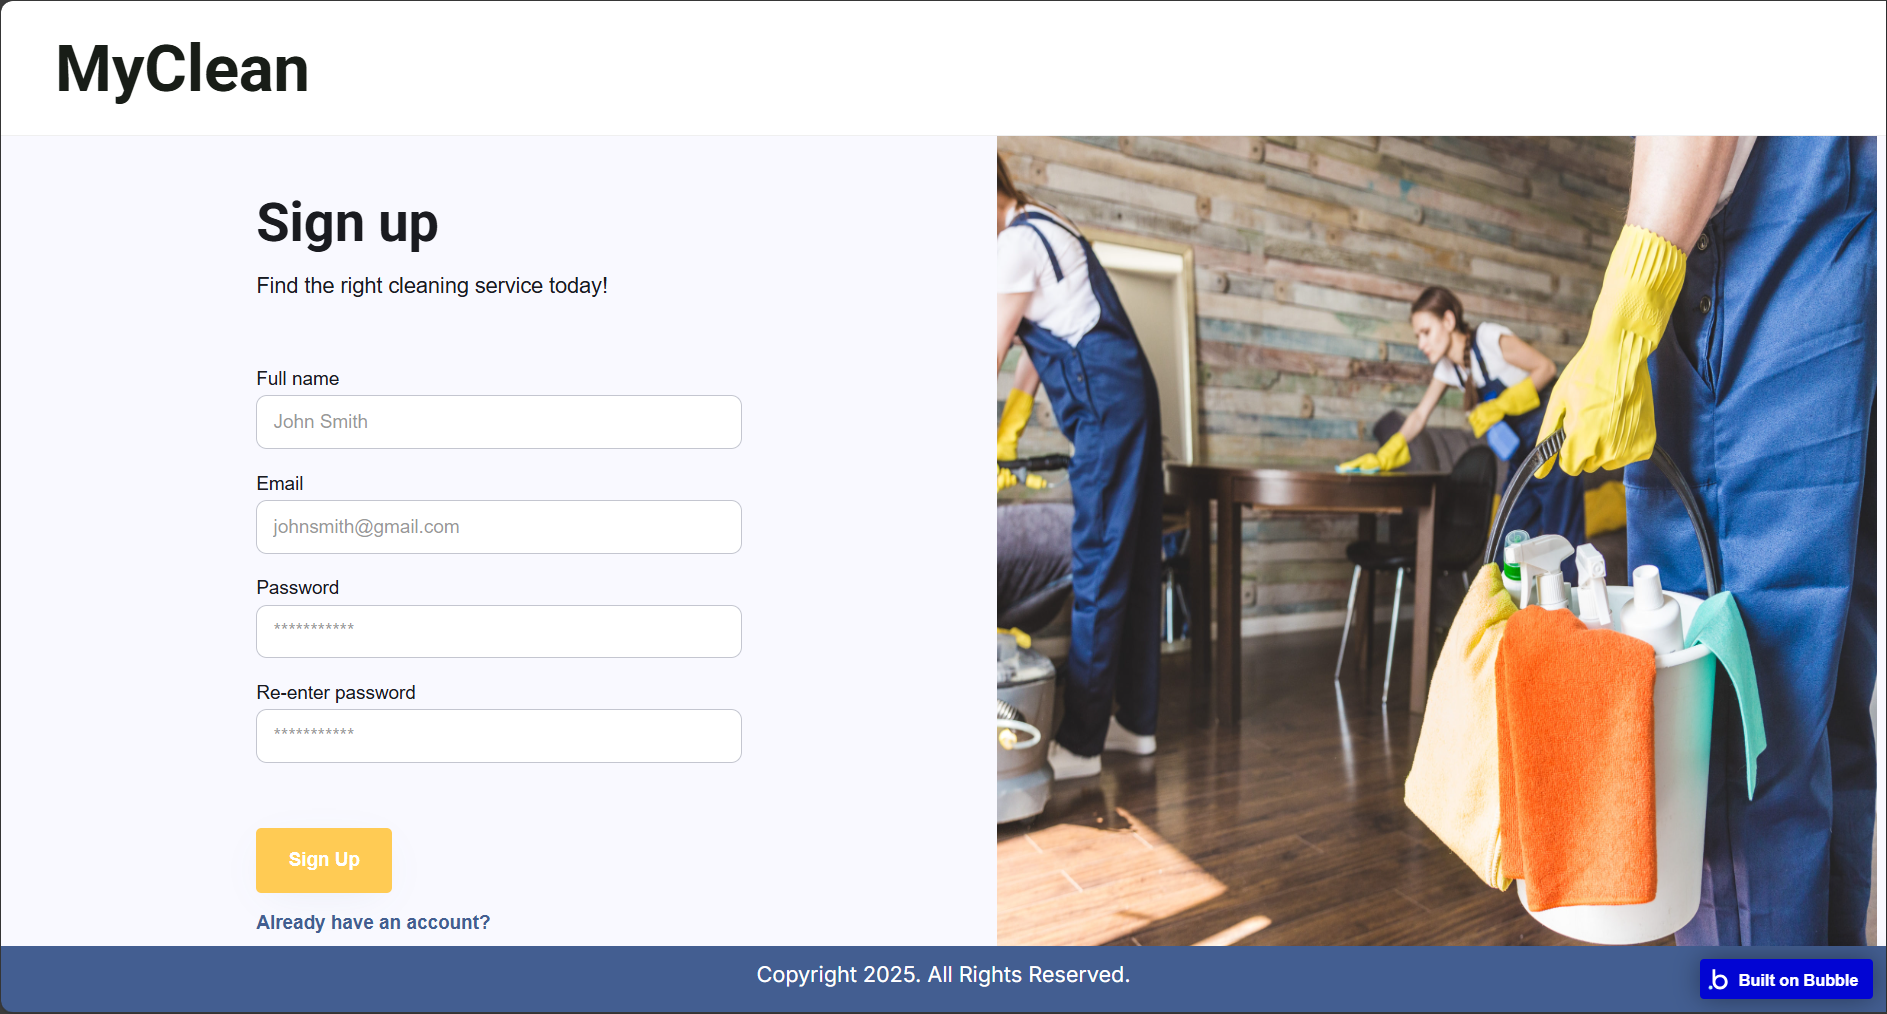 MyClean
Sign up
Find the right cleaning service today!
Full name
John Smith
Email
johnsmith@gmail.com
Password
***********
Re-enter password
***********
Sign Up
Already have an account?
Copyright 2025. All Rights Reserved.
.b Built on Bubble